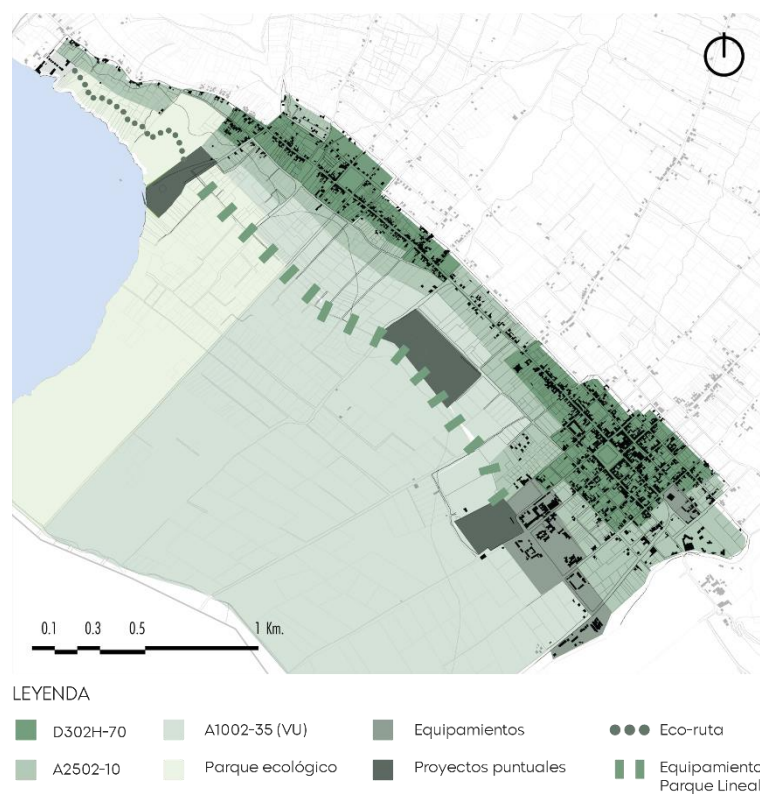 0.1 0.3 0.5 1 Km.
LEYENDA
D302H-70 A1002-35 (VU) Equipamientos Eco-ruta
A2502-10 Parque ecológico Proyectos puntuales Equipamiento
Parque Lineal